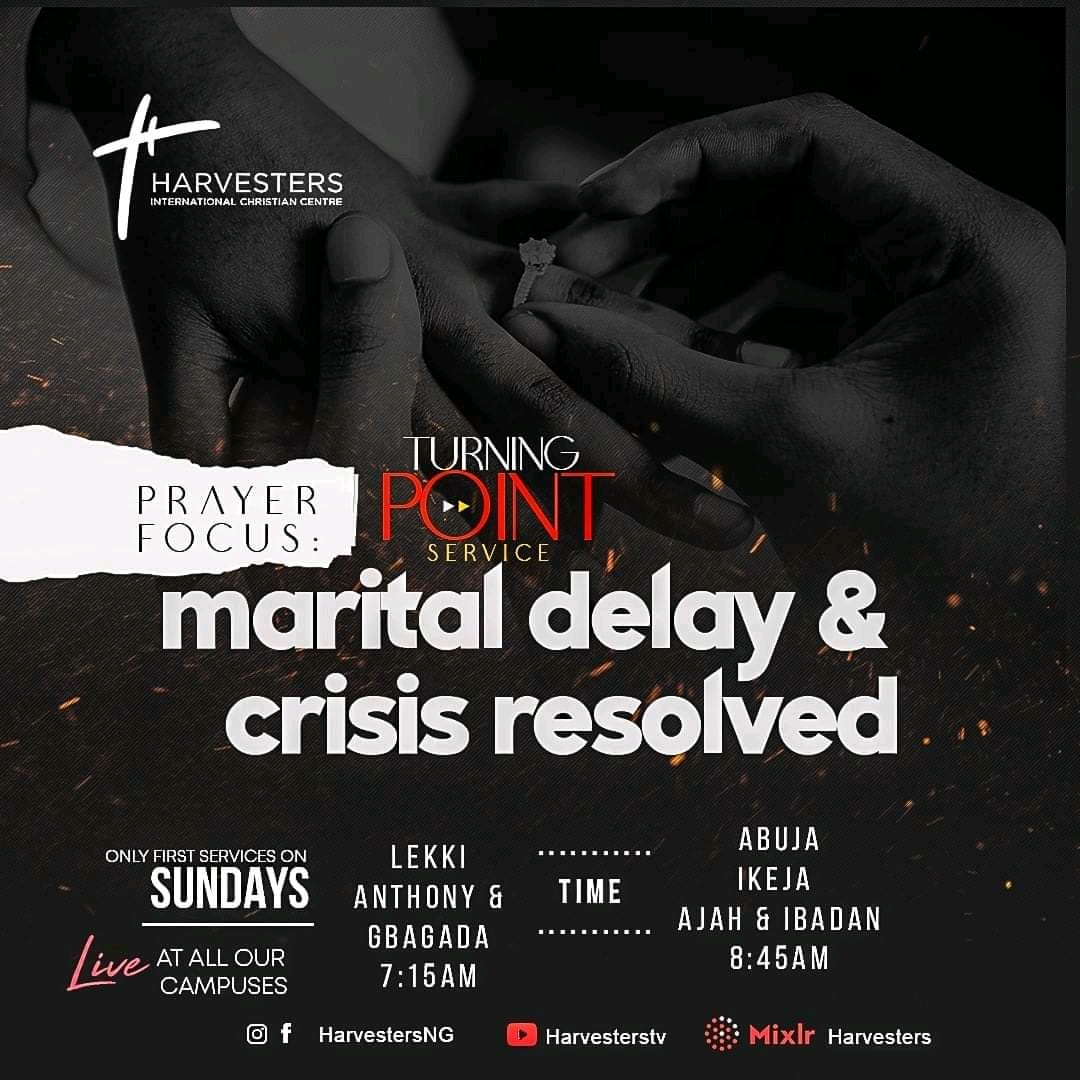 HARVESTERS
INTERNATIONAL CHRISTIAN CENTRE
PRAYER
FOCUS:
TURNING
POINT
SERVICE
marital delay &
crisis resolved
ONLY FIRST SERVICES ON
SUNDAYS
Live AT ALL OUR
CAMPUSES
LEKKI
ANTHONY &
GBAGADA
7:15AM
TIME
ABUJA
IKEJA
AJAH & IBADAN
8:45AM
HarvestersNG
Harvesterstv
Mixlr Harvesters